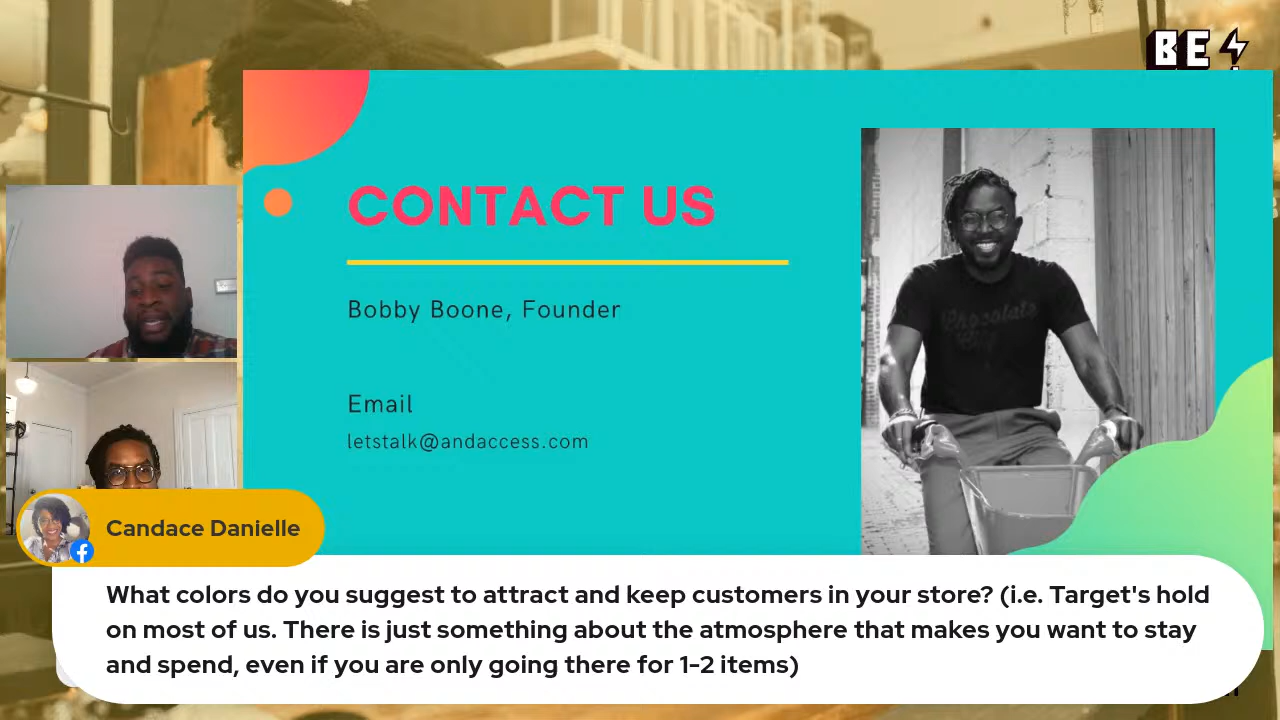 BE
CONTACT US
Bobby Boone, Founder
Email
letstalk@andaccess.com
Chocolate
City
Candace Danielle
What colors do you suggest to attract and keep customers in your store? (i.e. Target's hold
on most of us. There is just something about the atmosphere that makes you want to stay
and spend, even if you are only going there for 1-2 items)